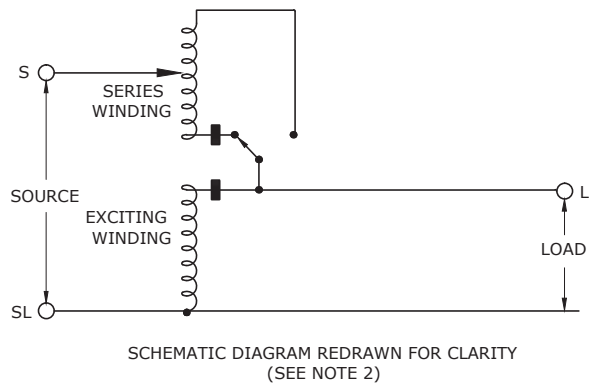 S
SERIES
WINDING
SOURCE
EXCITING
WINDING
L
LOAD
SL
SCHEMATIC DIAGRAM REDRAWN FOR CLARITY
(SEE NOTE 2)